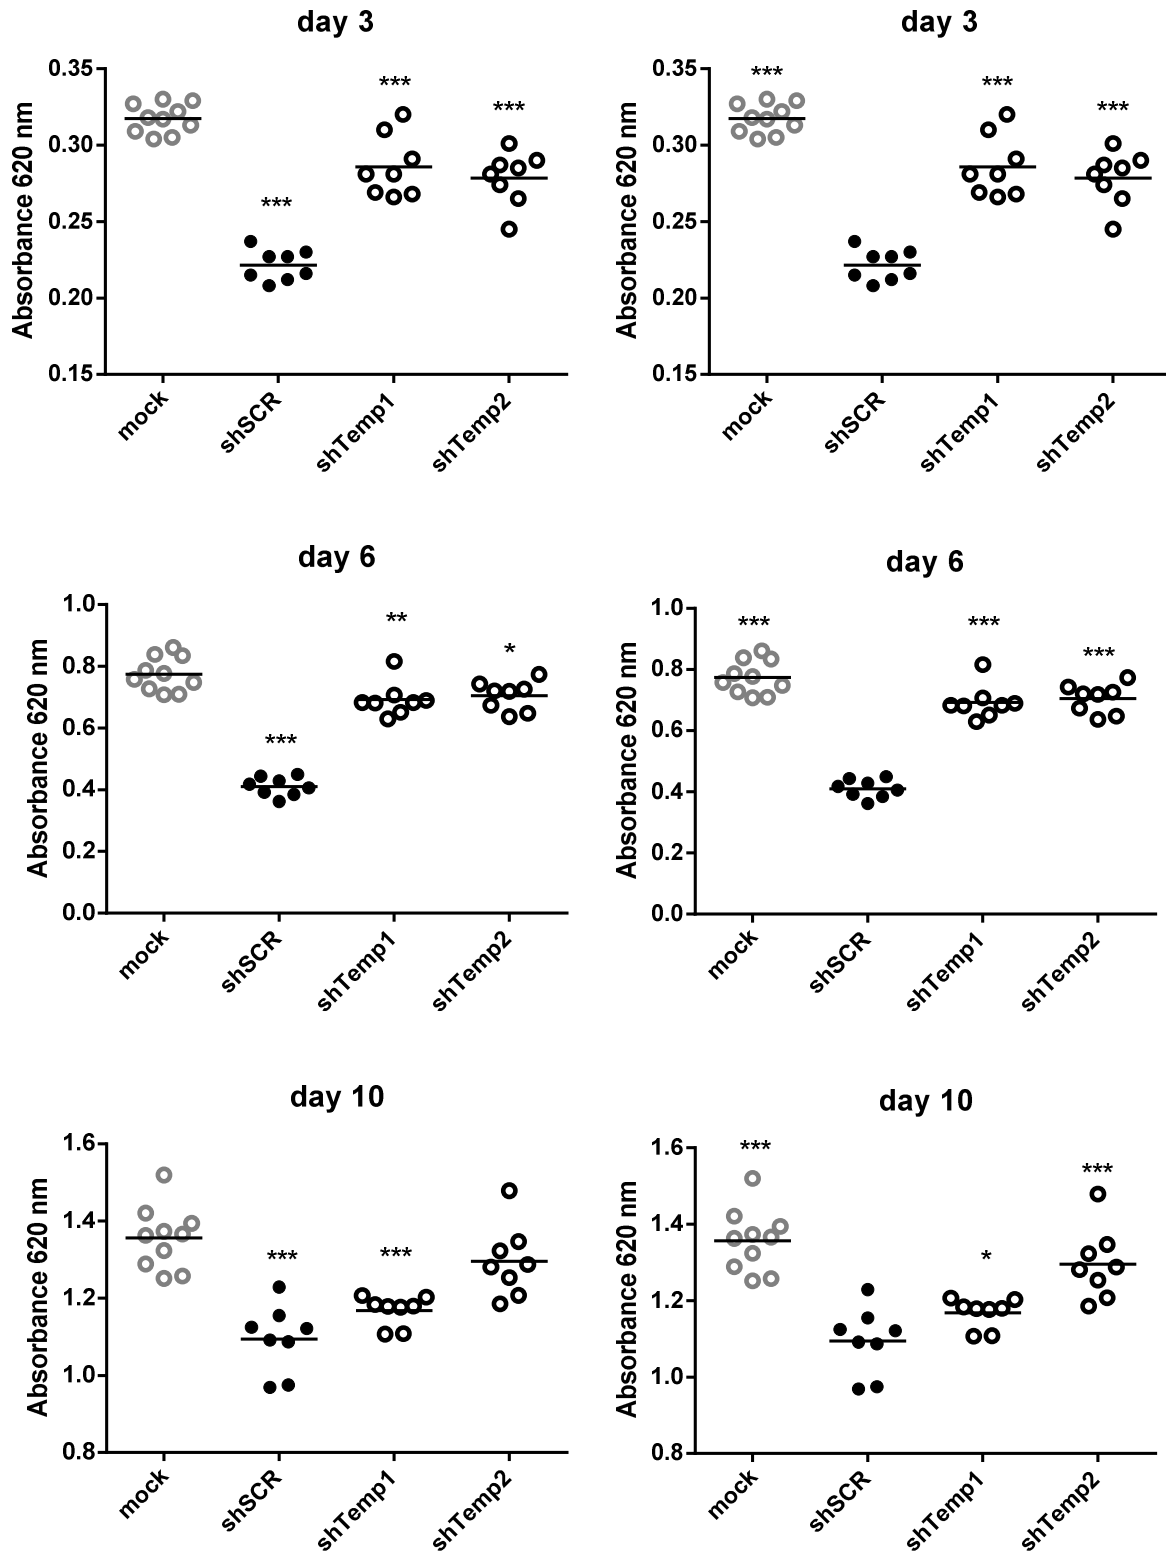 day 3
0.35
0.30
0.25
0.20
0.15
Absorbance 620 nm
***
***
***
mock
shSCR
shTemp1
shTemp2
day 3
0.35
0.30
0.25
0.20
0.15
Absorbance 620 nm
***
***
***
mock
shSCR
shTemp1
shTemp2
day 6
1.0
0.8
0.6
0.4
0.2
0.0
Absorbance 620 nm
***
**
*
mock
shSCR
shTemp1
shTemp2
day 6
1.0
0.8
0.6
0.4
0.2
0.0
Absorbance 620 nm
***
***
***
mock
shSCR
shTemp1
shTemp2
day 10
1.6
1.4
1.2
1.0
0.8
Absorbance 620 nm
***
***
mock
shSCR
shTemp1
shTemp2
day 10
1.6
1.4
1.2
1.0
0.8
Absorbance 620 nm
***
*
***
mock
shSCR
shTemp1
shTemp2